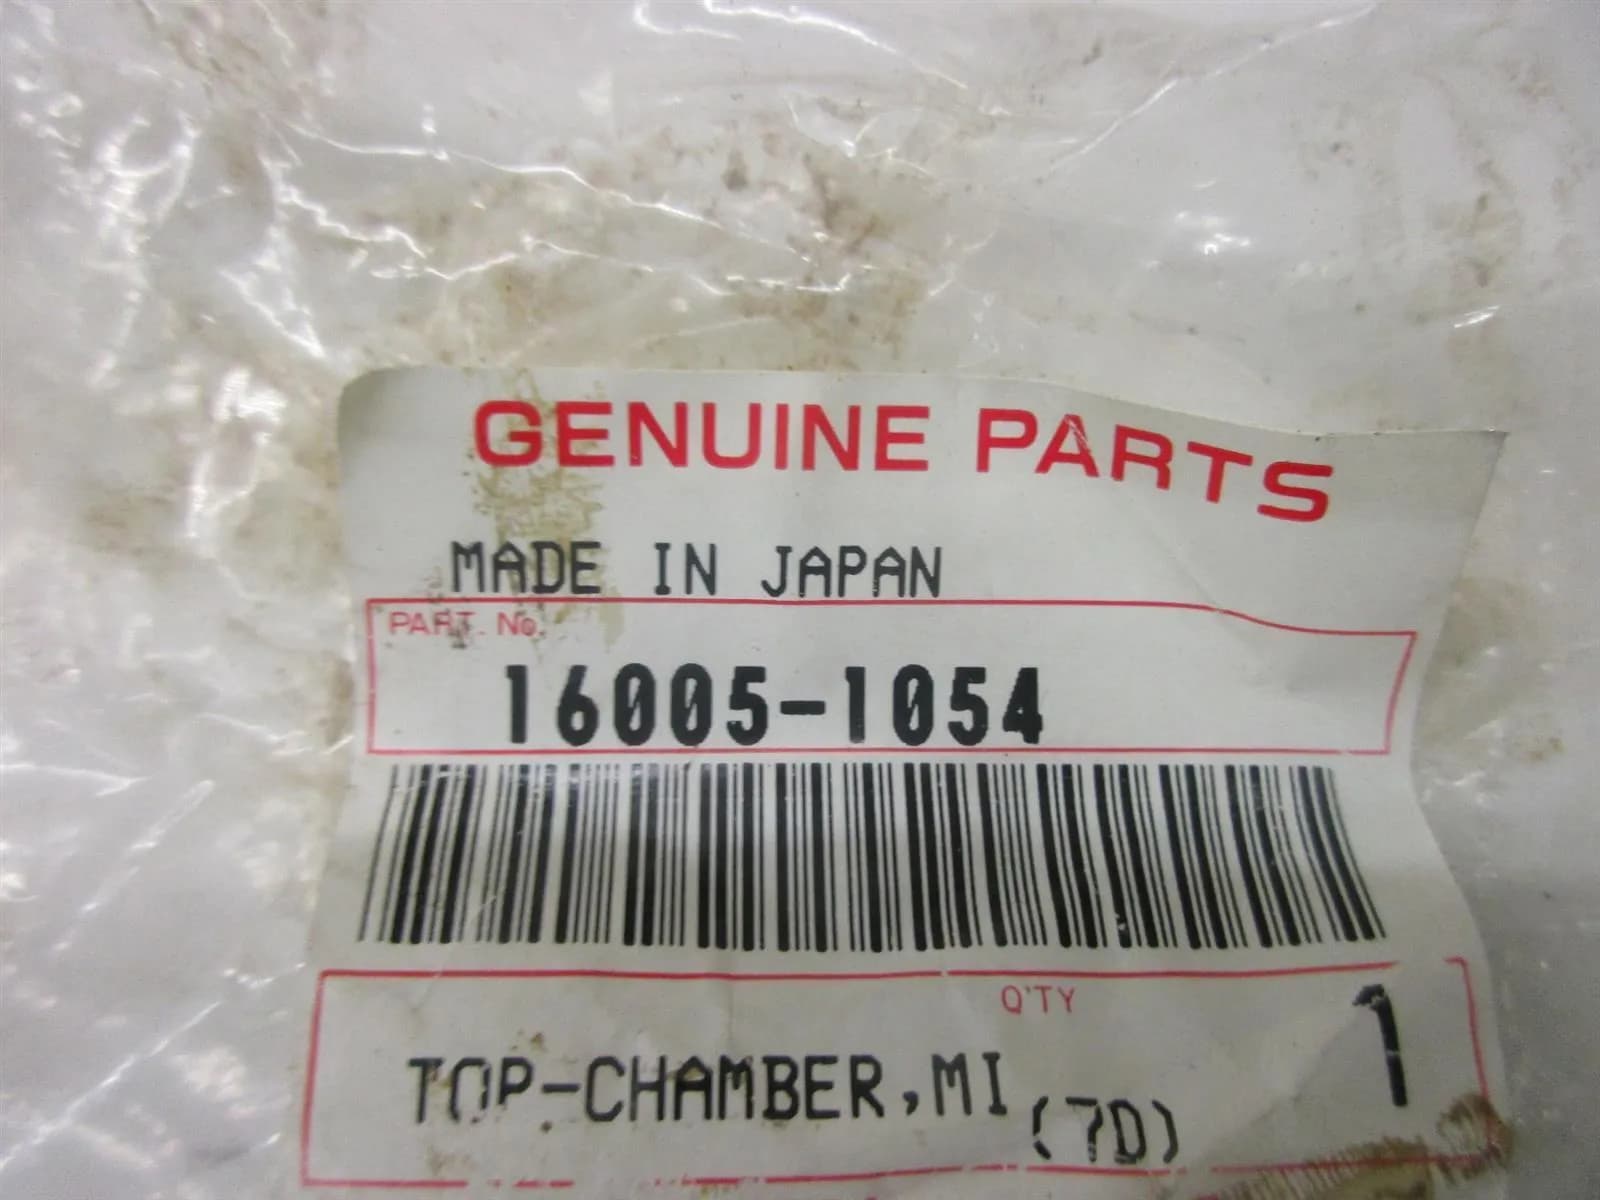 GENUINE PARTS
MADE IN JAPAN
PART. No.
16005-1054
Q'TY
1
TOP-CHAMBER,MI
(7D)